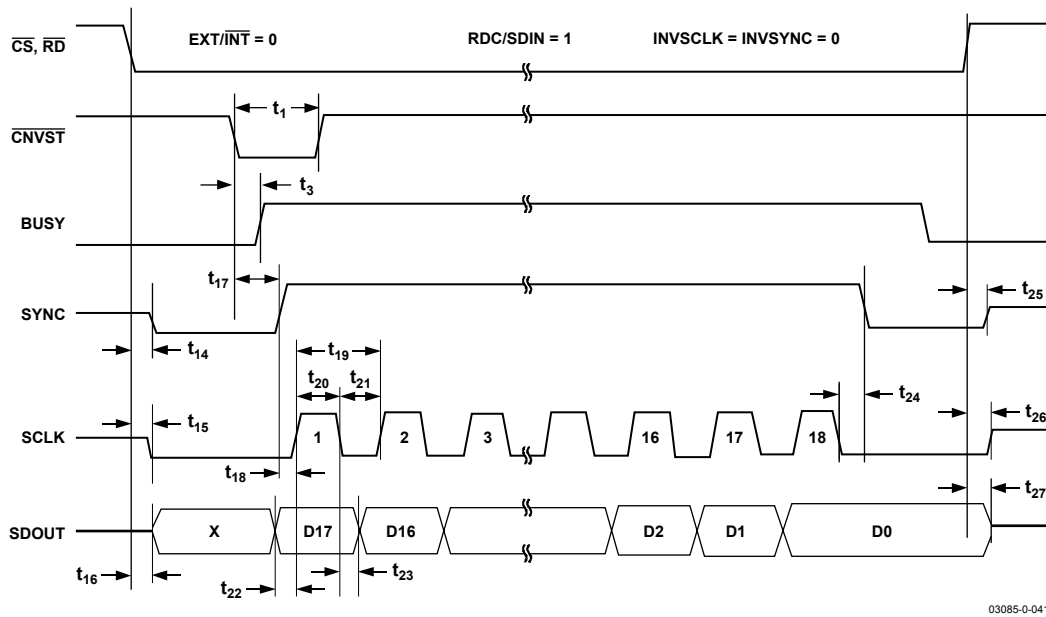 EXT/INT = 0 RDC/SDIN = 1 INVSCLK = INVSYNC = 0
CS, RD
t1
CNVST
t3
BUSY
t17
t25
SYNC
t14
t19
t20 t21
t24
t15
t26
SCLK
1 2 3 16 17 18
t18
t27
SDOUT
X D17 D16 D2 D1 D0
t16
t22
t23
03085-0-041